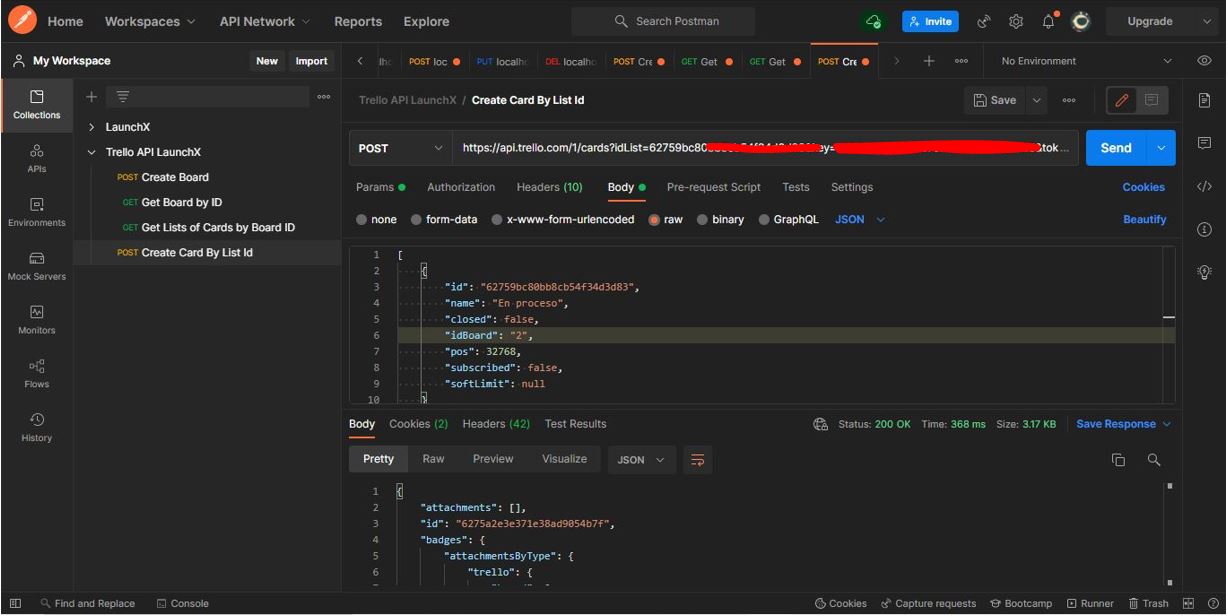 Home Workspaces API Network Reports Explore Search Postman Invite Upgrade
My Workspace New Import
POST loc PUT localho DEL localho POST Cre GET Get GET Get POST Cre No Environment
Collections
APIs
Environments
Mock Servers
Monitors
Flows
History
LaunchX
Trello API LaunchX
POST Create Board
GET Get Board by ID
GET Get Lists of Cards by Board ID
POST Create Card By List Id
Trello API LaunchX / Create Card By List Id Save
POST https://api.trello.com/1/cards?idList=62759bc80 ey= tok... Send
Params Authorization Headers (10) Body Pre-request Script Tests Settings Cookies
none form-data x-www-form-urlencoded raw binary GraphQL JSON Beautify
1 [
2 {
3 "id": "62759bc80bb8cb54f34d3d83",
4 "name": "En proceso",
5 "closed": false,
6 "idBoard": "2",
7 "pos": 32768,
8 "subscribed": false,
9 "softLimit": null
10 }
Body Cookies (2) Headers (42) Test Results Status: 200 OK Time: 368 ms Size: 3.17 KB Save Response
Pretty Raw Preview Visualize JSON
1 {
2 "attachments": [],
3 "id": "6275a2e3e371e38ad9054b7f",
4 "badges": {
5 "attachmentsByType": {
6 "trello": {
Find and Replace Console Cookies Capture requests Bootcamp Runner Trash